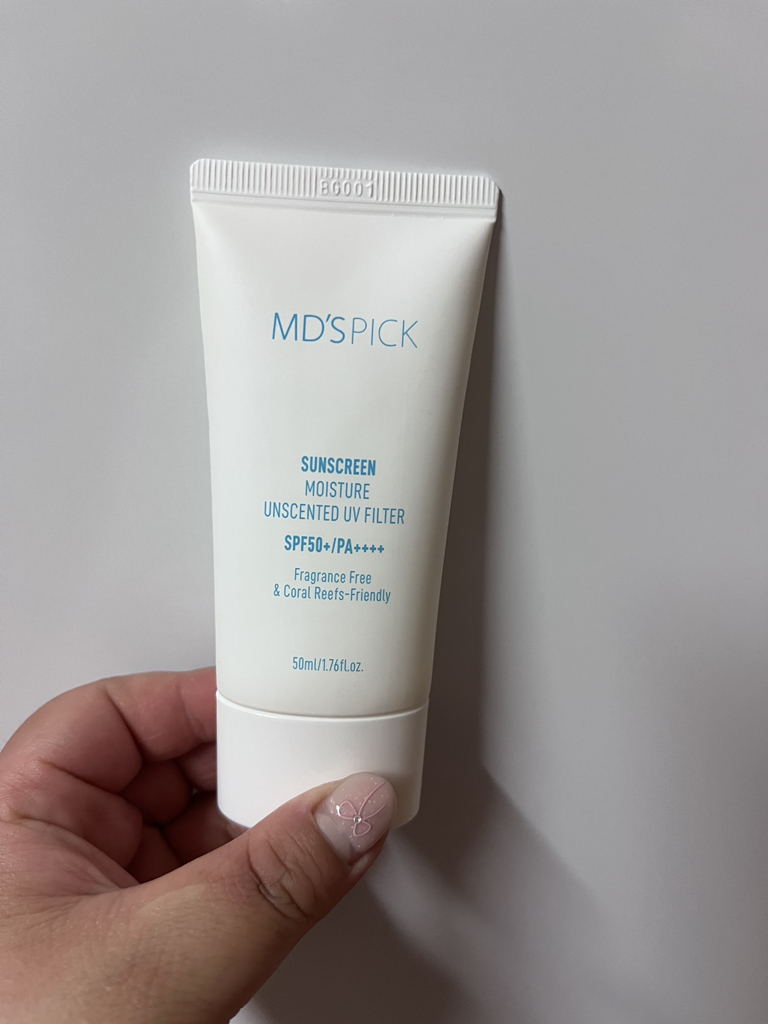 BG001
MD'SPICK
SUNSCREEN
MOISTURE
UNSCENTED UV FILTER
SPF50+/PA++++
Fragrance Free
& Coral Reefs-Friendly
50ml/1.76fl.oz.